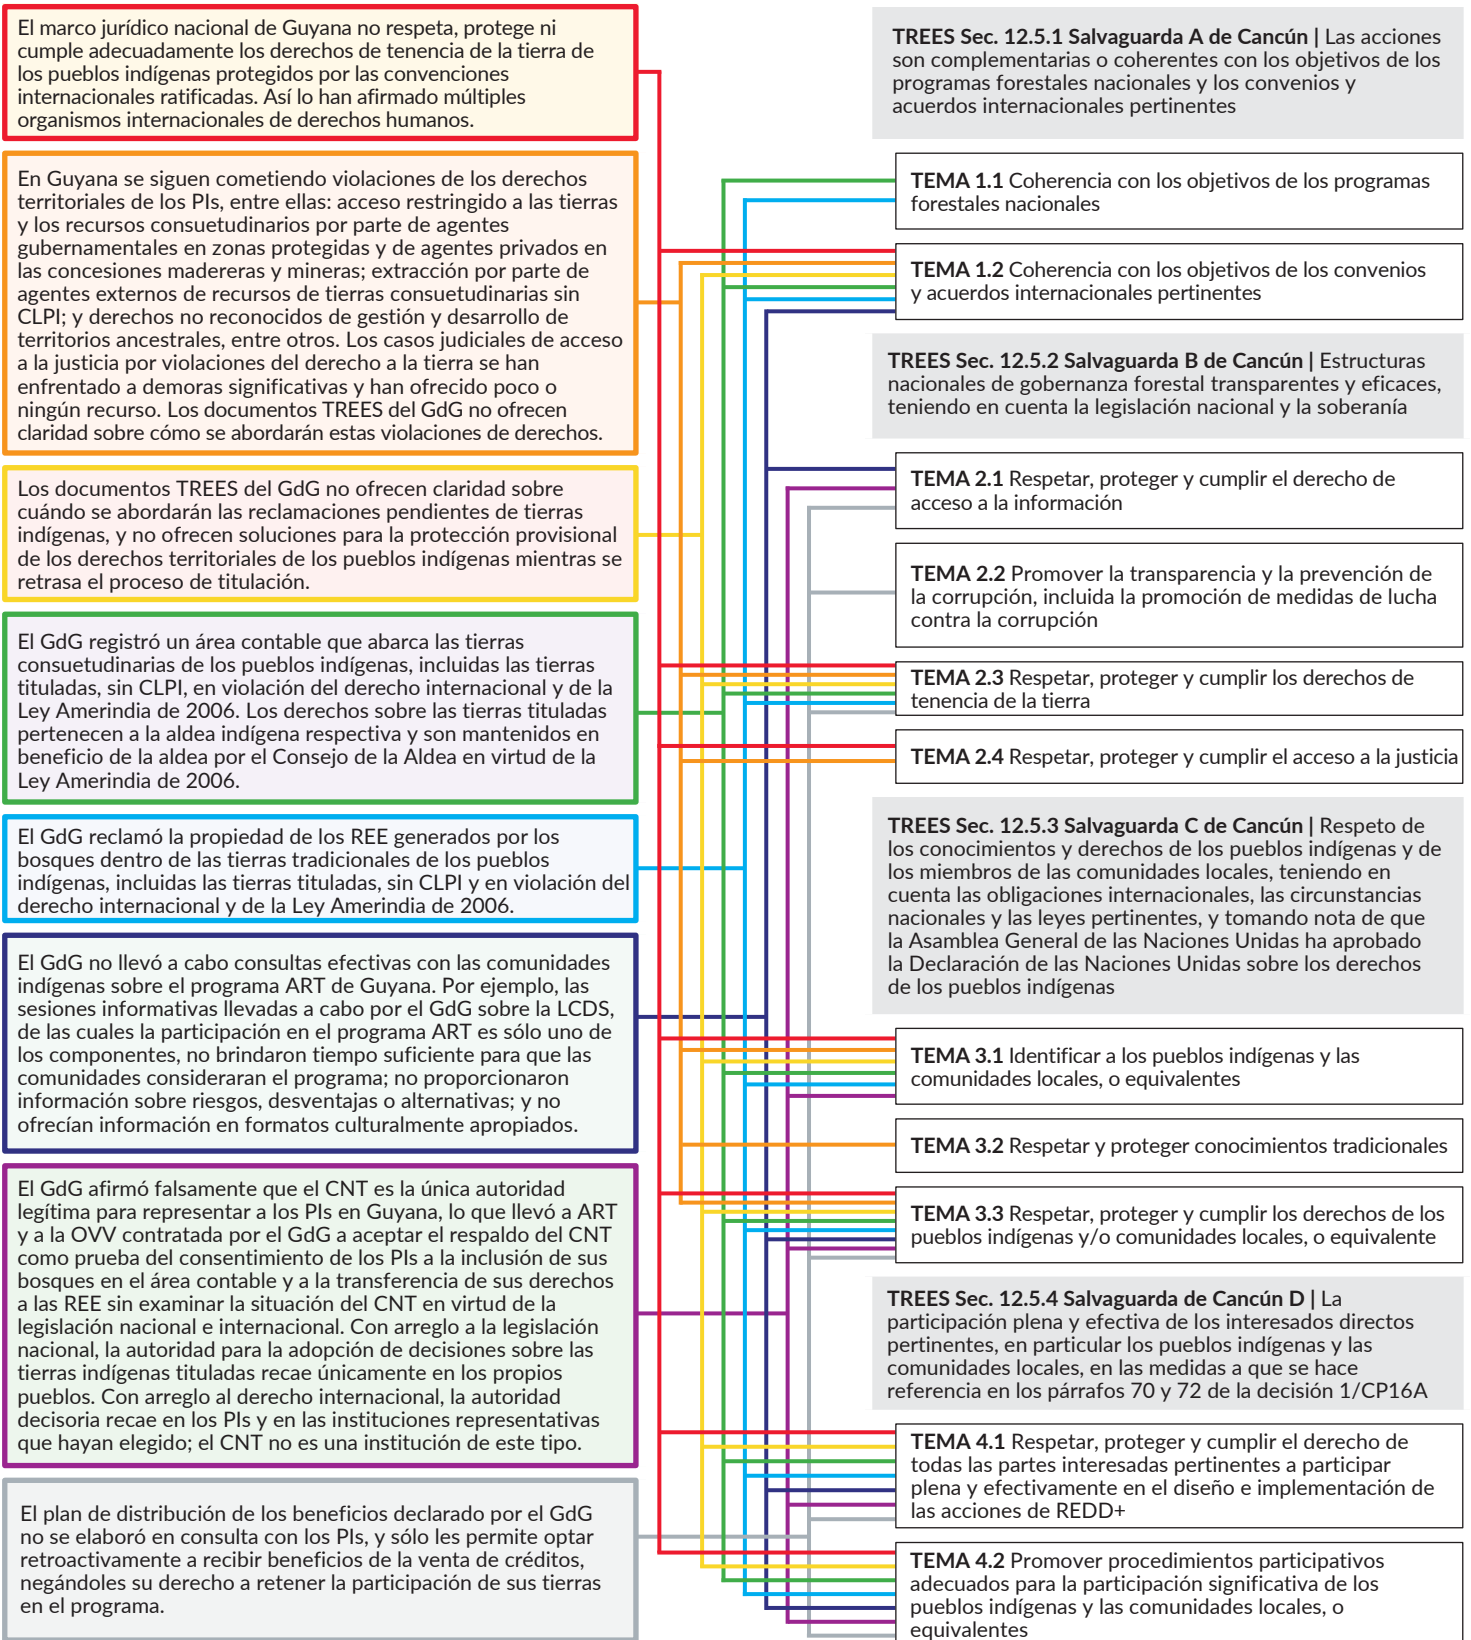 El marco jurídico nacional de Guyana no respeta, protege ni
cumple adecuadamente los derechos de tenencia de la tierra de
los pueblos indígenas protegidos por las convenciones
internacionales ratificadas. Así lo han afirmado múltiples
organismos internacionales de derechos humanos.
En Guyana se siguen cometiendo violaciones de los derechos
territoriales de los PIs, entre ellas: acceso restringido a las tierras
y los recursos consuetudinarios por parte de agentes
gubernamentales en zonas protegidas y de agentes privados en
las concesiones madereras y mineras; extracción por parte de
agentes externos de recursos de tierras consuetudinarias sin
CLPI; y derechos no reconocidos de gestión y desarrollo de
territorios ancestrales, entre otros. Los casos judiciales de acceso
a la justicia por violaciones del derecho a la tierra se han
enfrentado a demoras significativas y han ofrecido poco o
ningún recurso. Los documentos TREES del GdG no ofrecen
claridad sobre cómo se abordarán estas violaciones de derechos.
Los documentos TREES del GdG no ofrecen claridad sobre
cuándo se abordarán las reclamaciones pendientes de tierras
indígenas, y no ofrecen soluciones para la protección provisional
de los derechos territoriales de los pueblos indígenas mientras se
retrasa el proceso de titulación.
El GdG registró un área contable que abarca las tierras
consuetudinarias de los pueblos indígenas, incluidas las tierras
tituladas, sin CLPI, en violación del derecho internacional y de la
Ley Amerindia de 2006. Los derechos sobre las tierras tituladas
pertenecen a la aldea indígena respectiva y son mantenidos en
beneficio de la aldea por el Consejo de la Aldea en virtud de la
Ley Amerindia de 2006.
El GdG reclamó la propiedad de los REE generados por los
bosques dentro de las tierras tradicionales de los pueblos
indígenas, incluidas las tierras tituladas, sin CLPI y en violación del
derecho internacional y de la Ley Amerindia de 2006.
El GdG no llevó a cabo consultas efectivas con las comunidades
indígenas sobre el programa ART de Guyana. Por ejemplo, las
sesiones informativas llevadas a cabo por el GdG sobre la LCDS,
de las cuales la participación en el programa ART es sólo uno de
los componentes, no brindaron tiempo suficiente para que las
comunidades consideraran el programa; no proporcionaron
información sobre riesgos, desventajas o alternativas; y no
ofrecían información en formatos culturalmente apropiados.
El GdG afirmó falsamente que el CNT es la única autoridad
legítima para representar a los PIs en Guyana, lo que llevó a ART
y a la OVV contratada por el GdG a aceptar el respaldo del CNT
como prueba del consentimiento de los PIs a la inclusión de sus
bosques en el área contable y a la transferencia de sus derechos
a las REE sin examinar la situación del CNT en virtud de la
legislación nacional e internacional. Con arreglo a la legislación
nacional, la autoridad para la adopción de decisiones sobre las
tierras indígenas tituladas recae únicamente en los propios
pueblos. Con arreglo al derecho internacional, la autoridad
decisoria recae en los PIs y en las instituciones representativas
que hayan elegido; el CNT no es una institución de este tipo.
El plan de distribución de los beneficios declarado por el GdG
no se elaboró en consulta con los PIs, y sólo les permite optar
retroactivamente a recibir beneficios de la venta de créditos,
negándoles su derecho a retener la participación de sus tierras
en el programa.
TREES Sec. 12.5.1 Salvaguarda A de Cancún | Las acciones
son complementarias o coherentes con los objetivos de los
programas forestales nacionales y los convenios y
acuerdos internacionales pertinentes
TEMA 1.1 Coherencia con los objetivos de los programas
forestales nacionales
TEMA 1.2 Coherencia con los objetivos de los convenios
y acuerdos internacionales pertinentes
TREES Sec. 12.5.2 Salvaguarda B de Cancún | Estructuras
nacionales de gobernanza forestal transparentes y eficaces,
teniendo en cuenta la legislación nacional y la soberanía
TEMA 2.1 Respetar, proteger y cumplir el derecho de
acceso a la información
TEMA 2.2 Promover la transparencia y la prevención de
la corrupción, incluida la promoción de medidas de lucha
contra la corrupción
TEMA 2.3 Respetar, proteger y cumplir los derechos de
tenencia de la tierra
TEMA 2.4 Respetar, proteger y cumplir el acceso a la justicia
TREES Sec. 12.5.3 Salvaguarda C de Cancún | Respeto de
los conocimientos y derechos de los pueblos indígenas y de
los miembros de las comunidades locales, teniendo en
cuenta las obligaciones internacionales, las circunstancias
nacionales y las leyes pertinentes, y tomando nota de que
la Asamblea General de las Naciones Unidas ha aprobado
la Declaración de las Naciones Unidas sobre los derechos
de los pueblos indígenas
TEMA 3.1 Identificar a los pueblos indígenas y las
comunidades locales, o equivalentes
TEMA 3.2 Respetar y proteger conocimientos tradicionales
TEMA 3.3 Respetar, proteger y cumplir los derechos de los
pueblos indígenas y/o comunidades locales, o equivalente
TREES Sec. 12.5.4 Salvaguarda de Cancún D | La
participación plena y efectiva de los interesados directos
pertinentes, en particular los pueblos indígenas y las
comunidades locales, en las medidas a que se hace
referencia en los párrafos 70 y 72 de la decisión 1/CP16A
TEMA 4.1 Respetar, proteger y cumplir el derecho de
todas las partes interesadas pertinentes a participar
plena y efectivamente en el diseño e implementación de
las acciones de REDD+
TEMA 4.2 Promover procedimientos participativos
adecuados para la participación significativa de los
pueblos indígenas y las comunidades locales, o
equivalentes